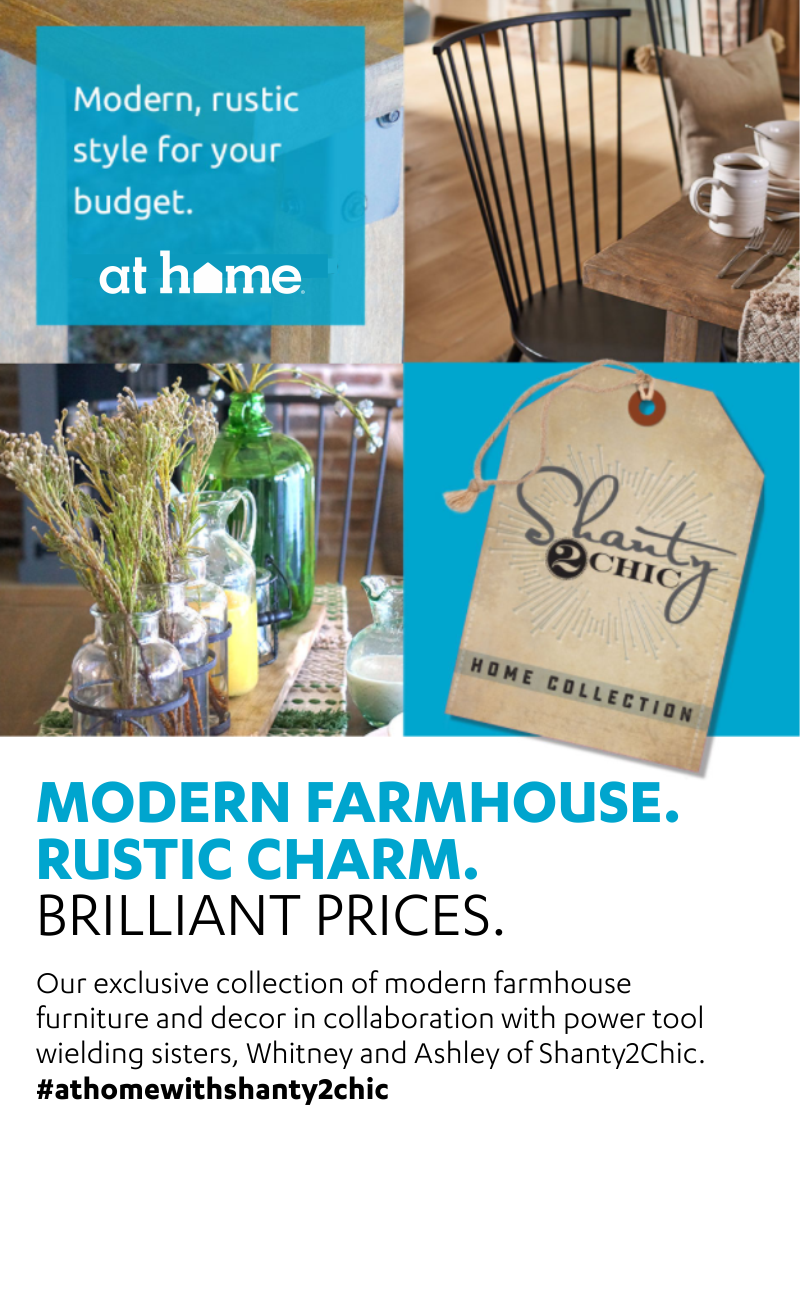 Modern, rustic
style for your
budget.
at home.
Shanty
2 CHIC
HOME COLLECTION
MODERN FARMHOUSE.
RUSTIC CHARM.
BRILLIANT PRICES.
Our exclusive collection of modern farmhouse
furniture and decor in collaboration with power tool
wielding sisters, Whitney and Ashley of Shanty2Chic.
#athomewithshanty2chic